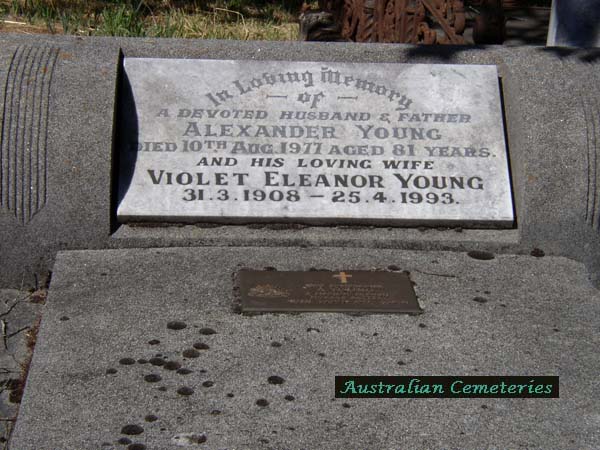 In Loving Memory
of
A DEVOTED HUSBAND & FATHER
ALEXANDER YOUNG
DIED 10TH AUG. 1977 AGED 81 YEARS.
AND HIS LOVING WIFE
VIOLET ELEANOR YOUNG
31.3.1908 – 25.4.1993.
Australian Cemeteries